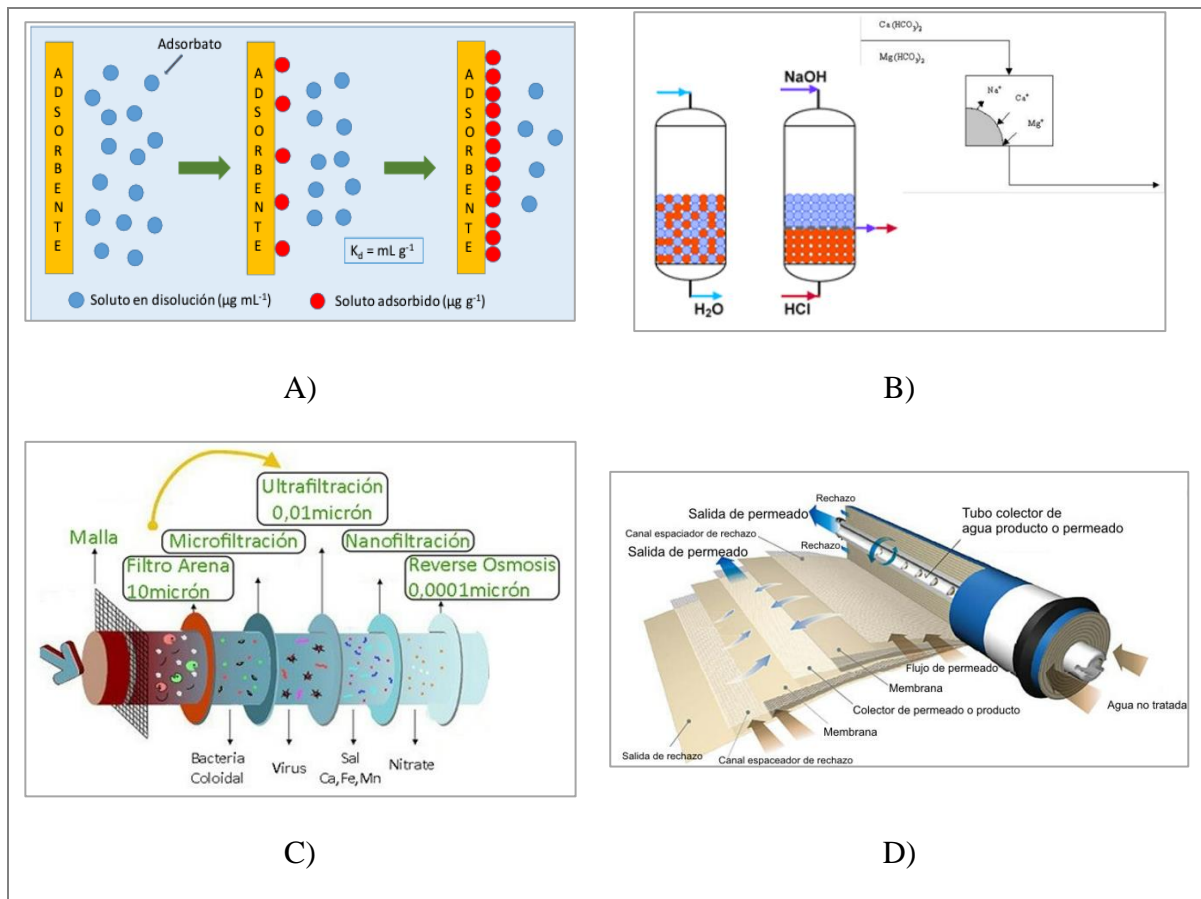 Adsorbato
ADSORBENTE
ADSORBENTE
ADSORBENTE
K_d = mL g⁻¹
Soluto en disolución (µg mL⁻¹)
Soluto adsorbido (µg g⁻¹)
A)
Ca(HCO₃)₂
Mg(HCO₃)₂
NaOH
Na⁺
Ca⁺
Mg⁺
H₂O
HCl
B)
Ultrafiltración
0,01micrón
Malla
Microfiltración
Nanofiltración
Filtro Arena
10micrón
Reverse Osmosis
0,0001micrón
Bacteria
Coloidal
Virus
Sal
Ca,Fe,Mn
Nitrate
C)
Rechazo
Salida de permeado
Canal espaciador de rechazo
Rechazo
Salida de permeado
Tubo colector de
agua producto o permeado
Flujo de permeado
Membrana
Colector de permeado o producto
Agua no tratada
Membrana
Salida de rechazo
Canal espaceador de rechazo
D)